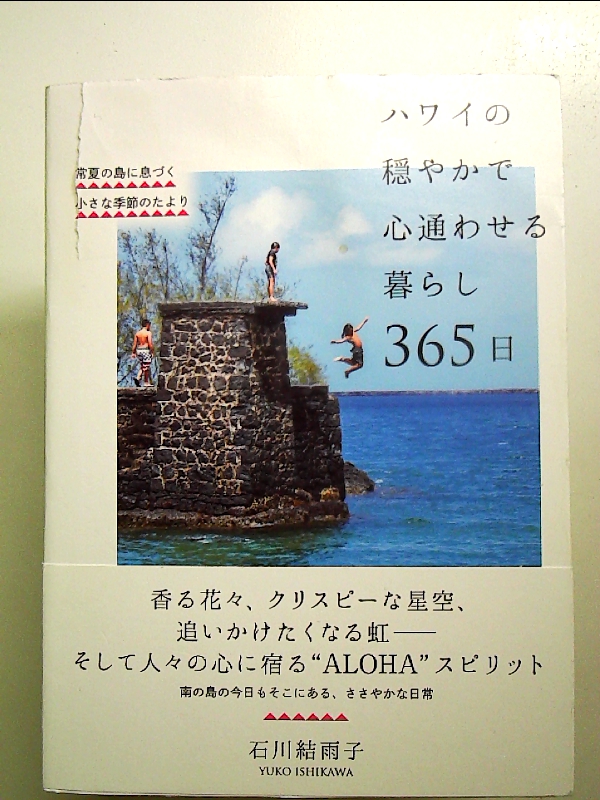 ハワイの
穏やかで
心通わせる
暮らし
365日
常夏の島に息づく
小さな季節のたより
香る花々、クリスピーな星空、
追いかけたくなる虹――
そして人々の心に宿る“ALOHA”スピリット
南の島の今日もそこにある、ささやかな日常
石川結雨子
YUKO ISHIKAWA